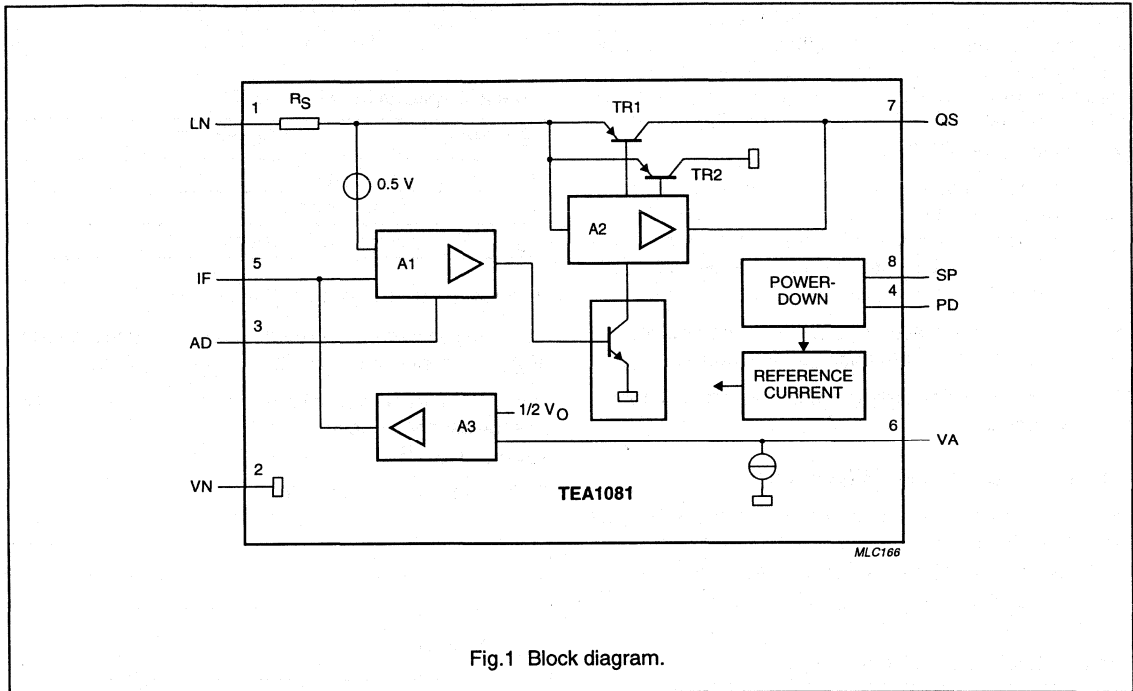 1
R_S
TR1
7
LN
QS
0.5 V
TR2
A2
5
A1
8
IF
POWER-
DOWN
SP
4
PD
3
AD
REFERENCE
CURRENT
1/2 V_O
A3
6
VA
2
VN
TEA1081
MLC166
Fig.1 Block diagram.